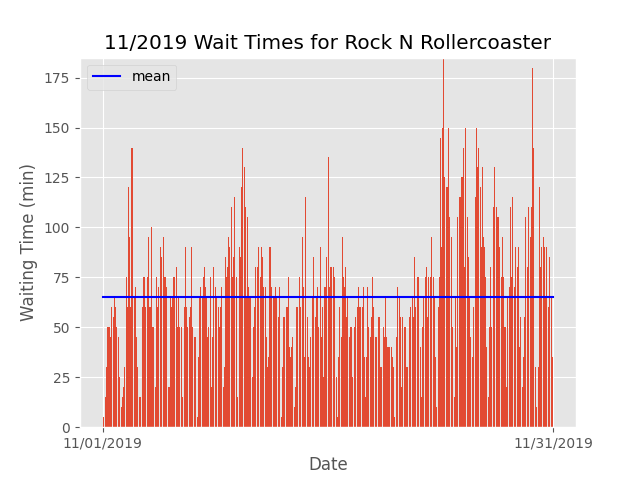 11/2019 Wait Times for Rock N Rollercoaster
mean
175
150
125
100
75
50
25
0
Waiting Time (min)
11/01/2019
11/31/2019
Date